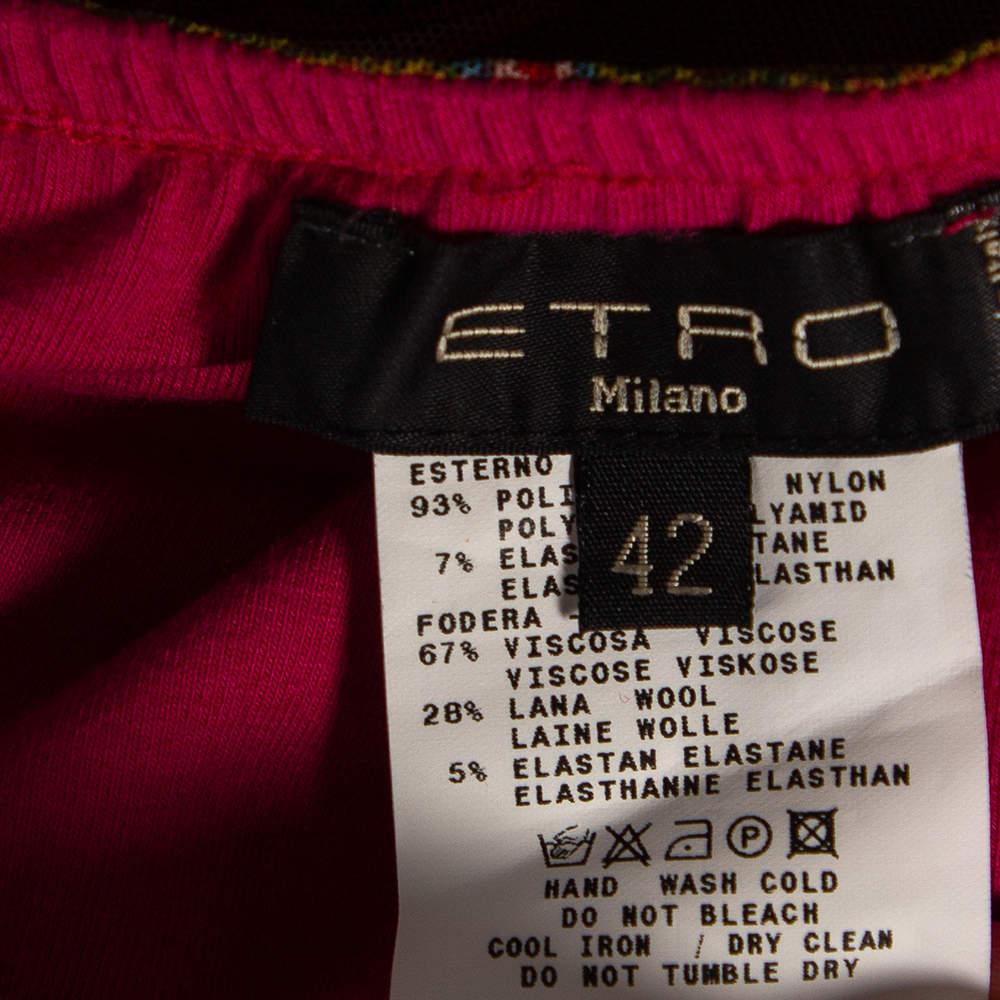 ETRO
Milano
42
ESTERNO
93% POLI NYLON
POLY LYAMID
7% ELAS TANE
ELAS LASTHAN
FODERA -
67% VISCOSA VISCOSE
VISCOSE VISKOSE
28% LANA WOOL
LAINE WOLLE
5% ELASTAN ELASTANE
ELASTHANNE ELASTHAN
P
HAND WASH COLD
DO NOT BLEACH
COOL IRON / DRY CLEAN
DO NOT TUMBLE DRY